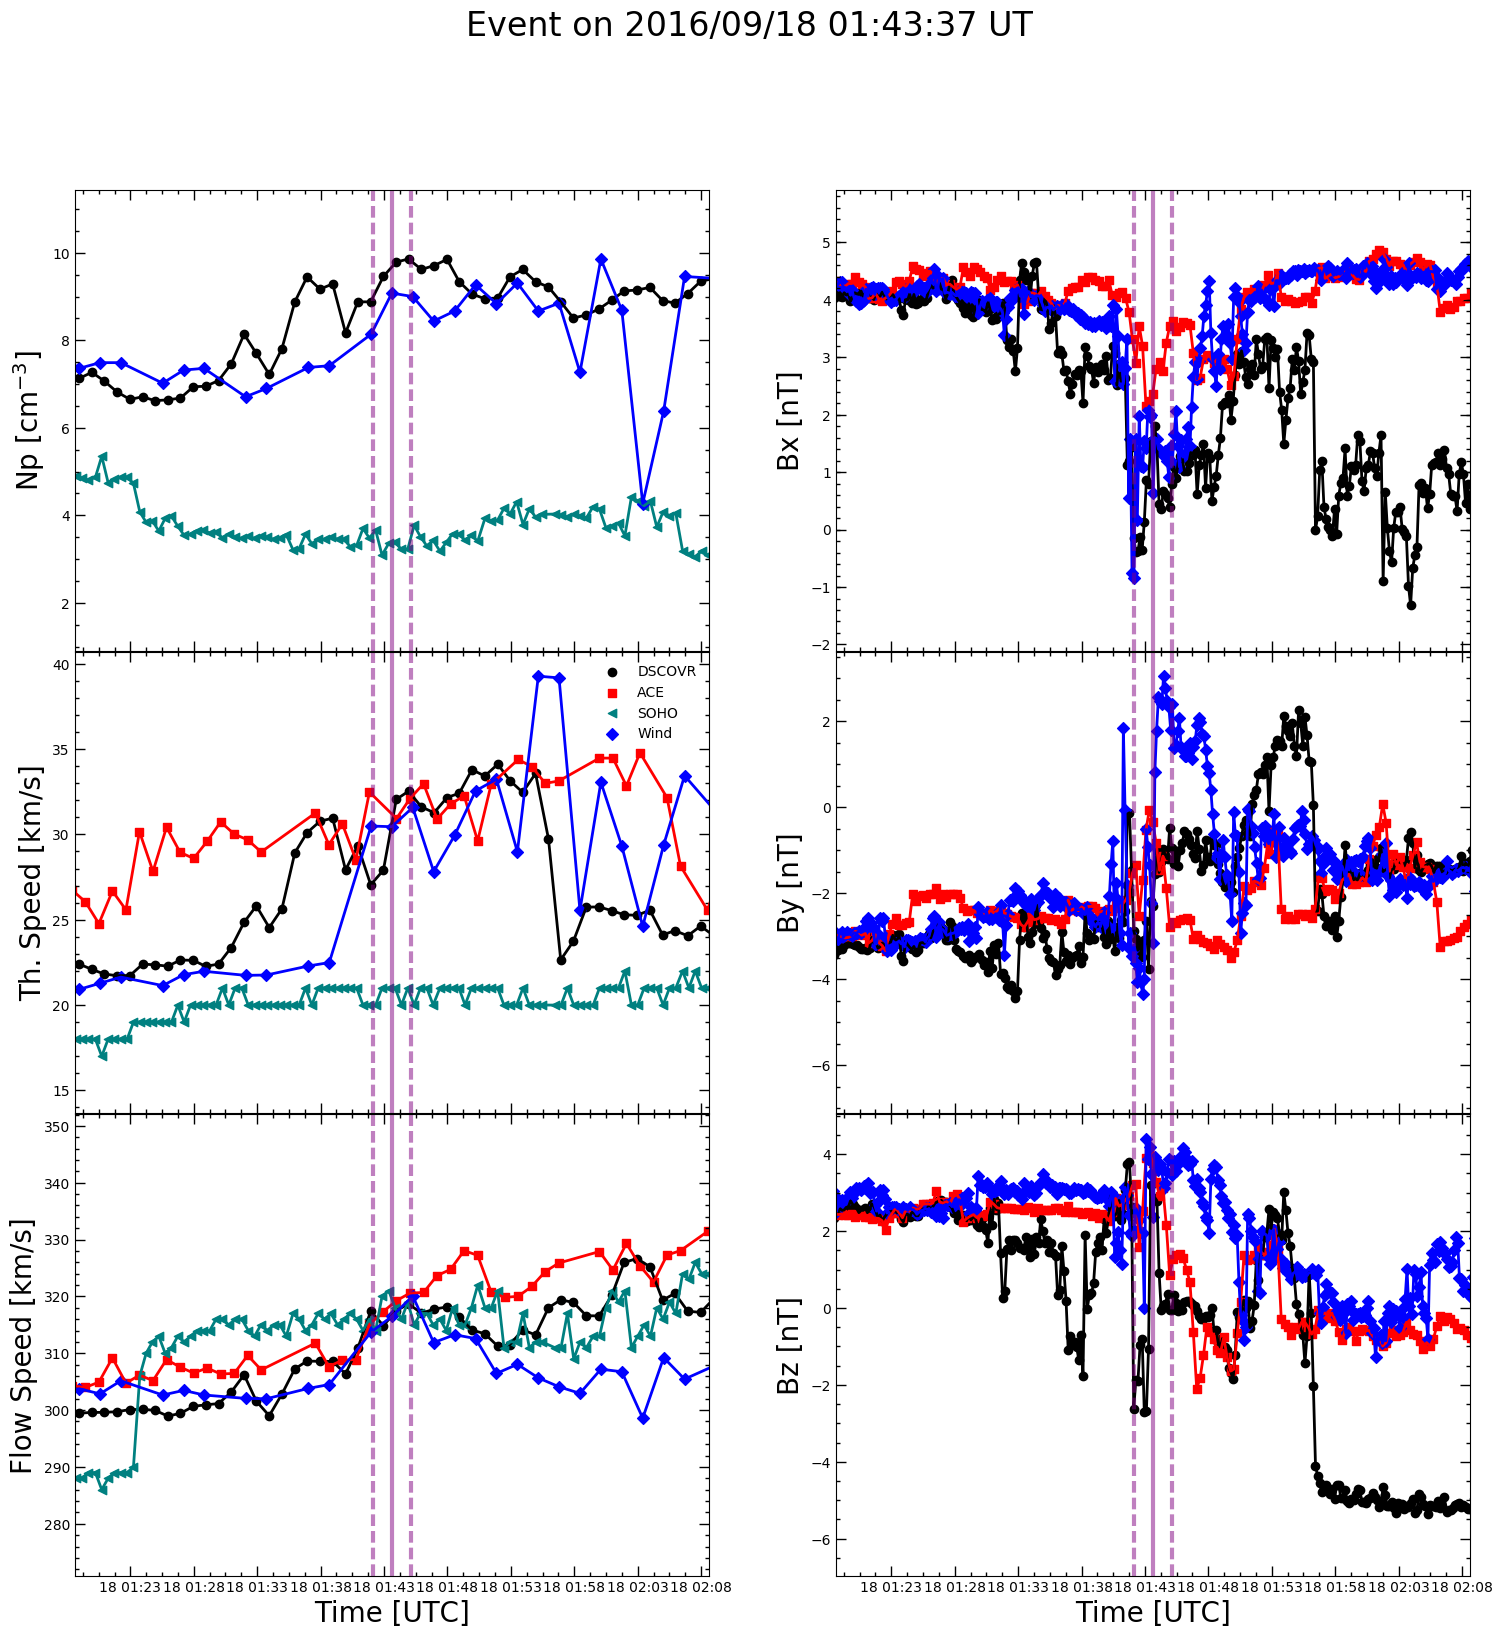 Event on 2016/09/18 01:43:37 UT
Np [cm⁻³]
10
8
6
4
2
Bx [nT]
5
4
3
2
1
0
−1
−2
Th. Speed [km/s]
40
35
30
25
20
15
DSCOVR
ACE
SOHO
Wind
By [nT]
2
0
−2
−4
−6
Flow Speed [km/s]
350
340
330
320
310
300
290
280
Bz [nT]
4
2
0
−2
−4
−6
18 01:23 18 01:28 18 01:33 18 01:38 18 01:43 18 01:48 18 01:53 18 01:58 18 02:03 18 02:08
Time [UTC]
18 01:23 18 01:28 18 01:33 18 01:38 18 01:43 18 01:48 18 01:53 18 01:58 18 02:03 18 02:08
Time [UTC]